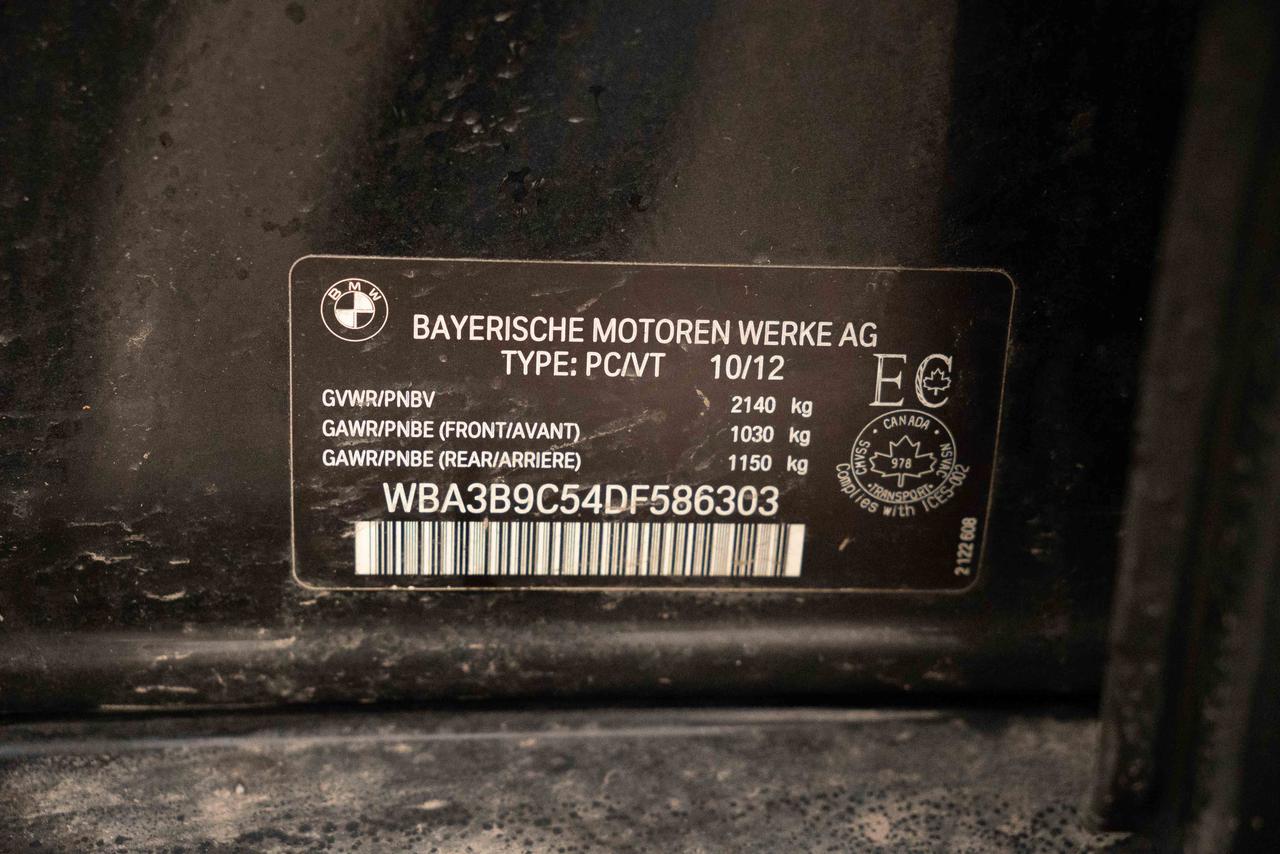 BMW
BAYERISCHE MOTOREN WERKE AG
TYPE: PC/VT 10/12
EC
GVWR/PNBV 2140 kg
GAWR/PNBE (FRONT/AVANT) 1030 kg
GAWR/PNBE (REAR/ARRIERE) 1150 kg
CANADA
CMVSS NSVAC
978
TRANSPORT
Complies with ICES-002
WBA3B9C54DF586303
2 122 608